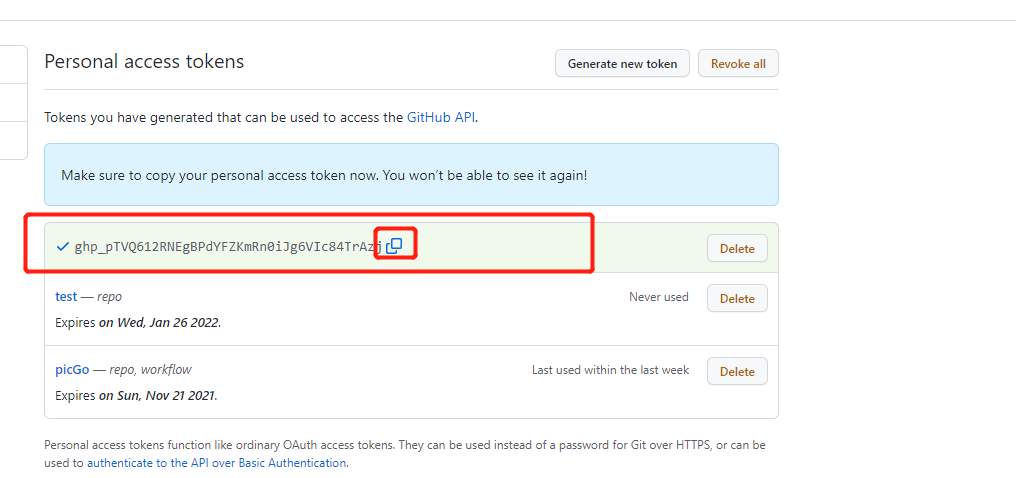 Personal access tokens
Generate new token
Revoke all
Tokens you have generated that can be used to access the GitHub API.
Make sure to copy your personal access token now. You won't be able to see it again!
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
Delete
test — repo
Never used
Delete
Expires on Wed, Jan 26 2022.
picGo — repo, workflow
Last used within the last week
Delete
Expires on Sun, Nov 21 2021.
Personal access tokens function like ordinary OAuth access tokens. They can be used instead of a password for Git over HTTPS, or can be
used to authenticate to the API over Basic Authentication.